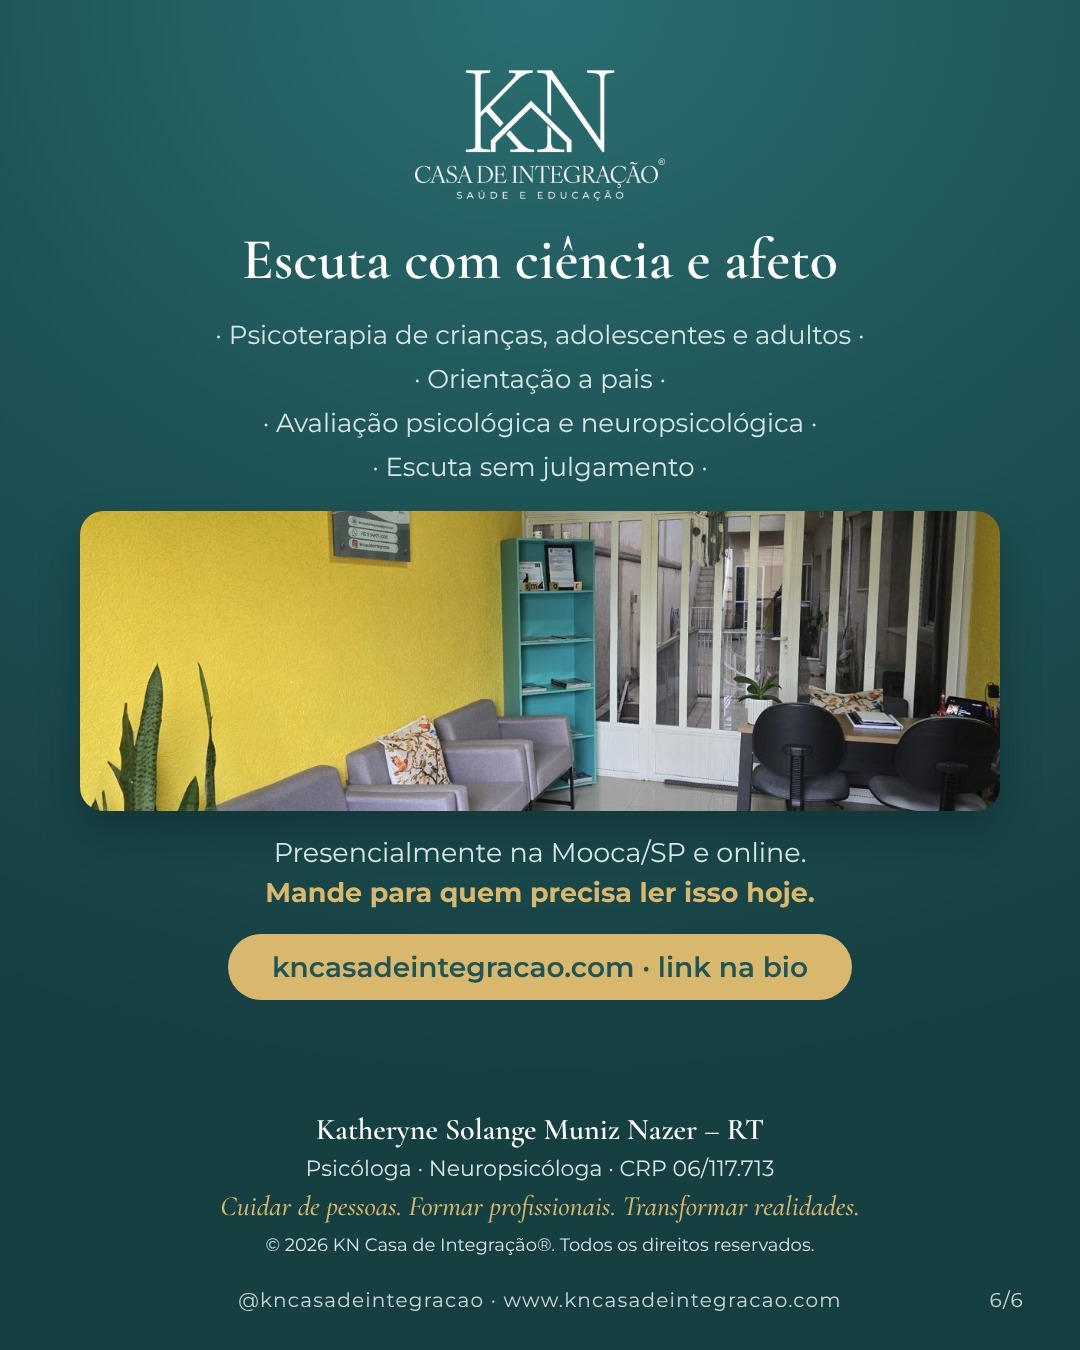 KN
CASA DE INTEGRAÇÃO®
SAÚDE E EDUCAÇÃO
Escuta com ciência e afeto
· Psicoterapia de crianças, adolescentes e adultos ·
· Orientação a pais ·
· Avaliação psicológica e neuropsicológica ·
· Escuta sem julgamento ·
Presencialmente na Mooca/SP e online.
Mande para quem precisa ler isso hoje.
kncasadeintegracao.com · link na bio
Katheryne Solange Muniz Nazer – RT
Psicóloga · Neuropsicóloga · CRP 06/117.713
Cuidar de pessoas. Formar profissionais. Transformar realidades.
© 2026 KN Casa de Integração®. Todos os direitos reservados.
@kncasadeintegracao · www.kncasadeintegracao.com
6/6